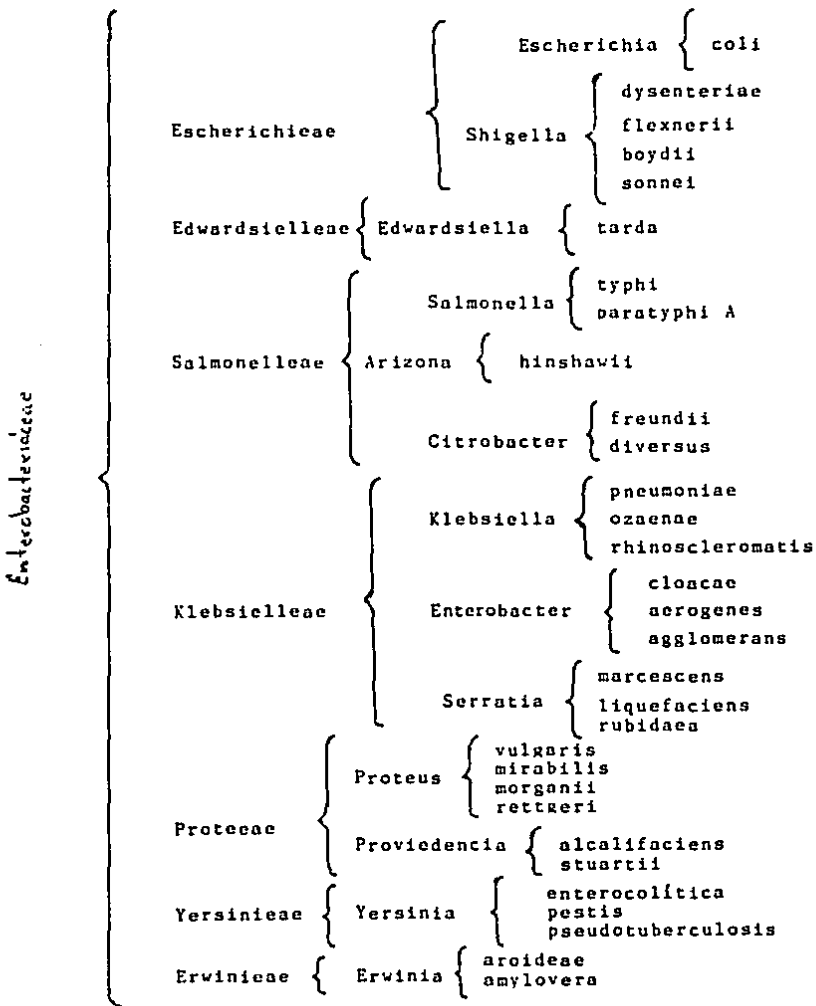 Enterobacteriáceae
Escherichieae
Escherichia
coli
Shigella
dysenteriae
flexnerii
boydii
sonnei
Edwardsielleae
Edwardsiella
tarda
Salmonelleae
Salmonella
typhi
paratyphi A
Arizona
hinshawii
Citrobacter
freundii
diversus
Klebsielleae
Klebsiella
pneumoniae
ozaenae
rhinoscleromatis
Enterobacter
cloacae
aerogenes
agglomerans
Serratia
marcescens
liquefaciens
rubidaea
Proteeae
Proteus
vulgaris
mirabilis
morganii
rettgeri
Proviedencia
alcalifaciens
stuartii
Yersinieae
Yersinia
enterocolítica
pestis
pseudotuberculosis
Erwinieae
Erwinia
aroideae
amylovera